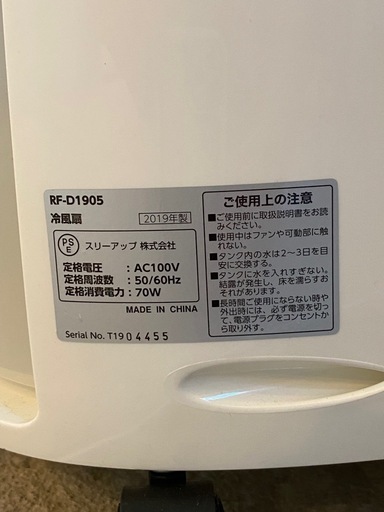 RF-D1905
冷風扇
2019年製
PS
E
スリーアップ 株式会社
定格電圧 : AC100V
定格周波数 : 50/60Hz
定格消費電力 : 70W
MADE IN CHINA
Serial No. T1904455
ご使用上の注意
■ご使用前に取扱説明書をお読
みください。
■使用中はファンや可動部に触
れない。
■タンク内の水は2～3日を目
安に交換する。
■タンクに水を入れすぎない。
結露が発生し、床を濡らすおそ
れがあります。
■長時間ご使用にならない時や
外出時には、必ず電源を切っ
て、電源プラグをコンセントか
ら取り外す。